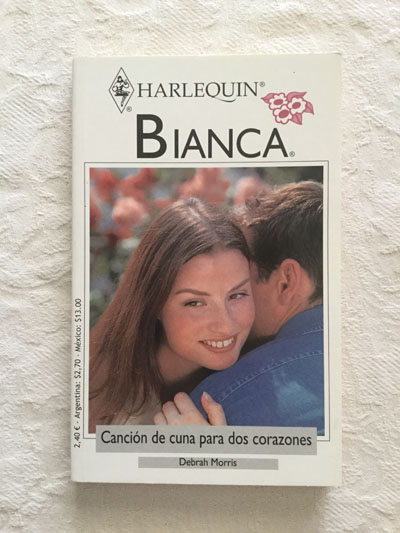 HARLEQUIN®
BIANCA®
2,40 € - Argentina: $2,70 - México: $13.00
Canción de cuna para dos corazones
Debrah Morris